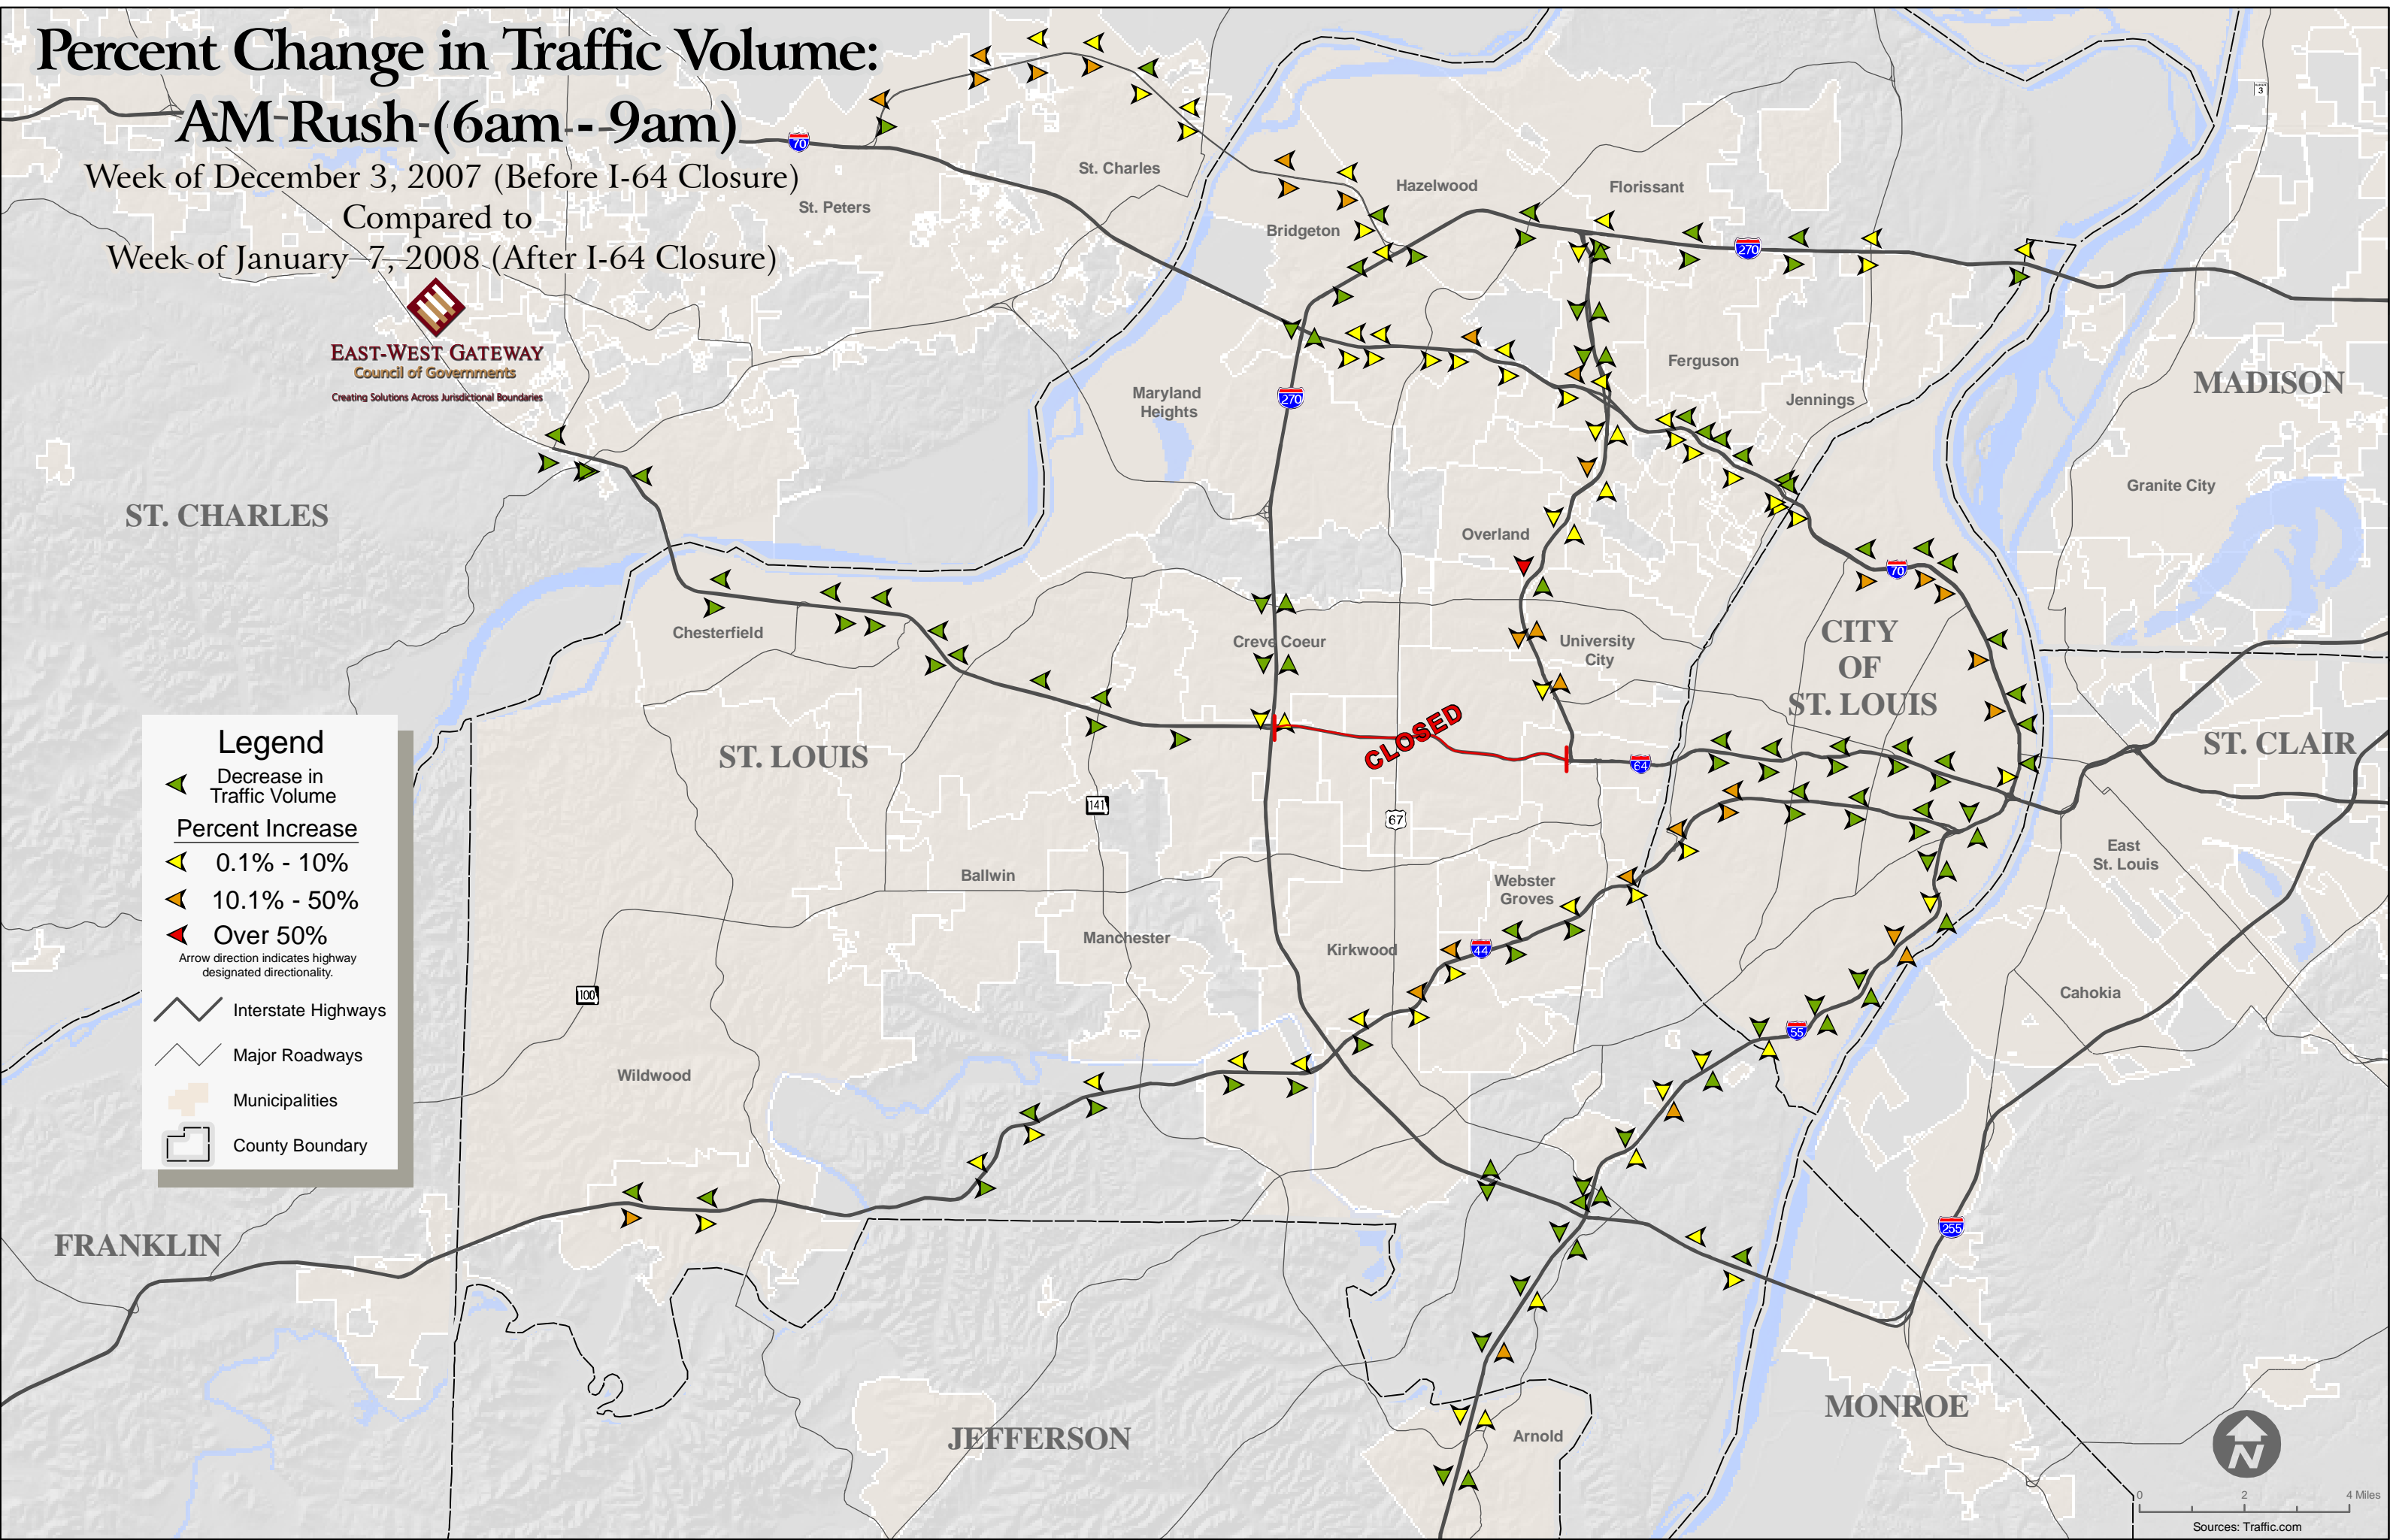 Percent Change in Traffic Volume:
AM Rush (6am - 9am)
Week of December 3, 2007 (Before I-64 Closure)
Compared to
Week of January 7, 2008 (After I-64 Closure)
EAST-WEST GATEWAY
Council of Governments
Creating Solutions Across Jurisdictional Boundaries
70
3
St. Charles
St. Peters
Hazelwood
Florissant
Bridgeton
270
270
Maryland
Heights
Ferguson
Jennings
MADISON
Granite City
ST. CHARLES
Overland
70
Chesterfield
Creve Coeur
University
City
CITY
OF
ST. LOUIS
CLOSED
64
ST. LOUIS
ST. CLAIR
141
67
East
St. Louis
Ballwin
Webster
Groves
Manchester
Kirkwood
44
100
Cahokia
55
Wildwood
FRANKLIN
255
JEFFERSON
Arnold
MONROE
Legend
Decrease in
Traffic Volume
Percent Increase
0.1% - 10%
10.1% - 50%
Over 50%
Arrow direction indicates highway
designated directionality.
Interstate Highways
Major Roadways
Municipalities
County Boundary
N
0 2 4 Miles
Sources: Traffic.com